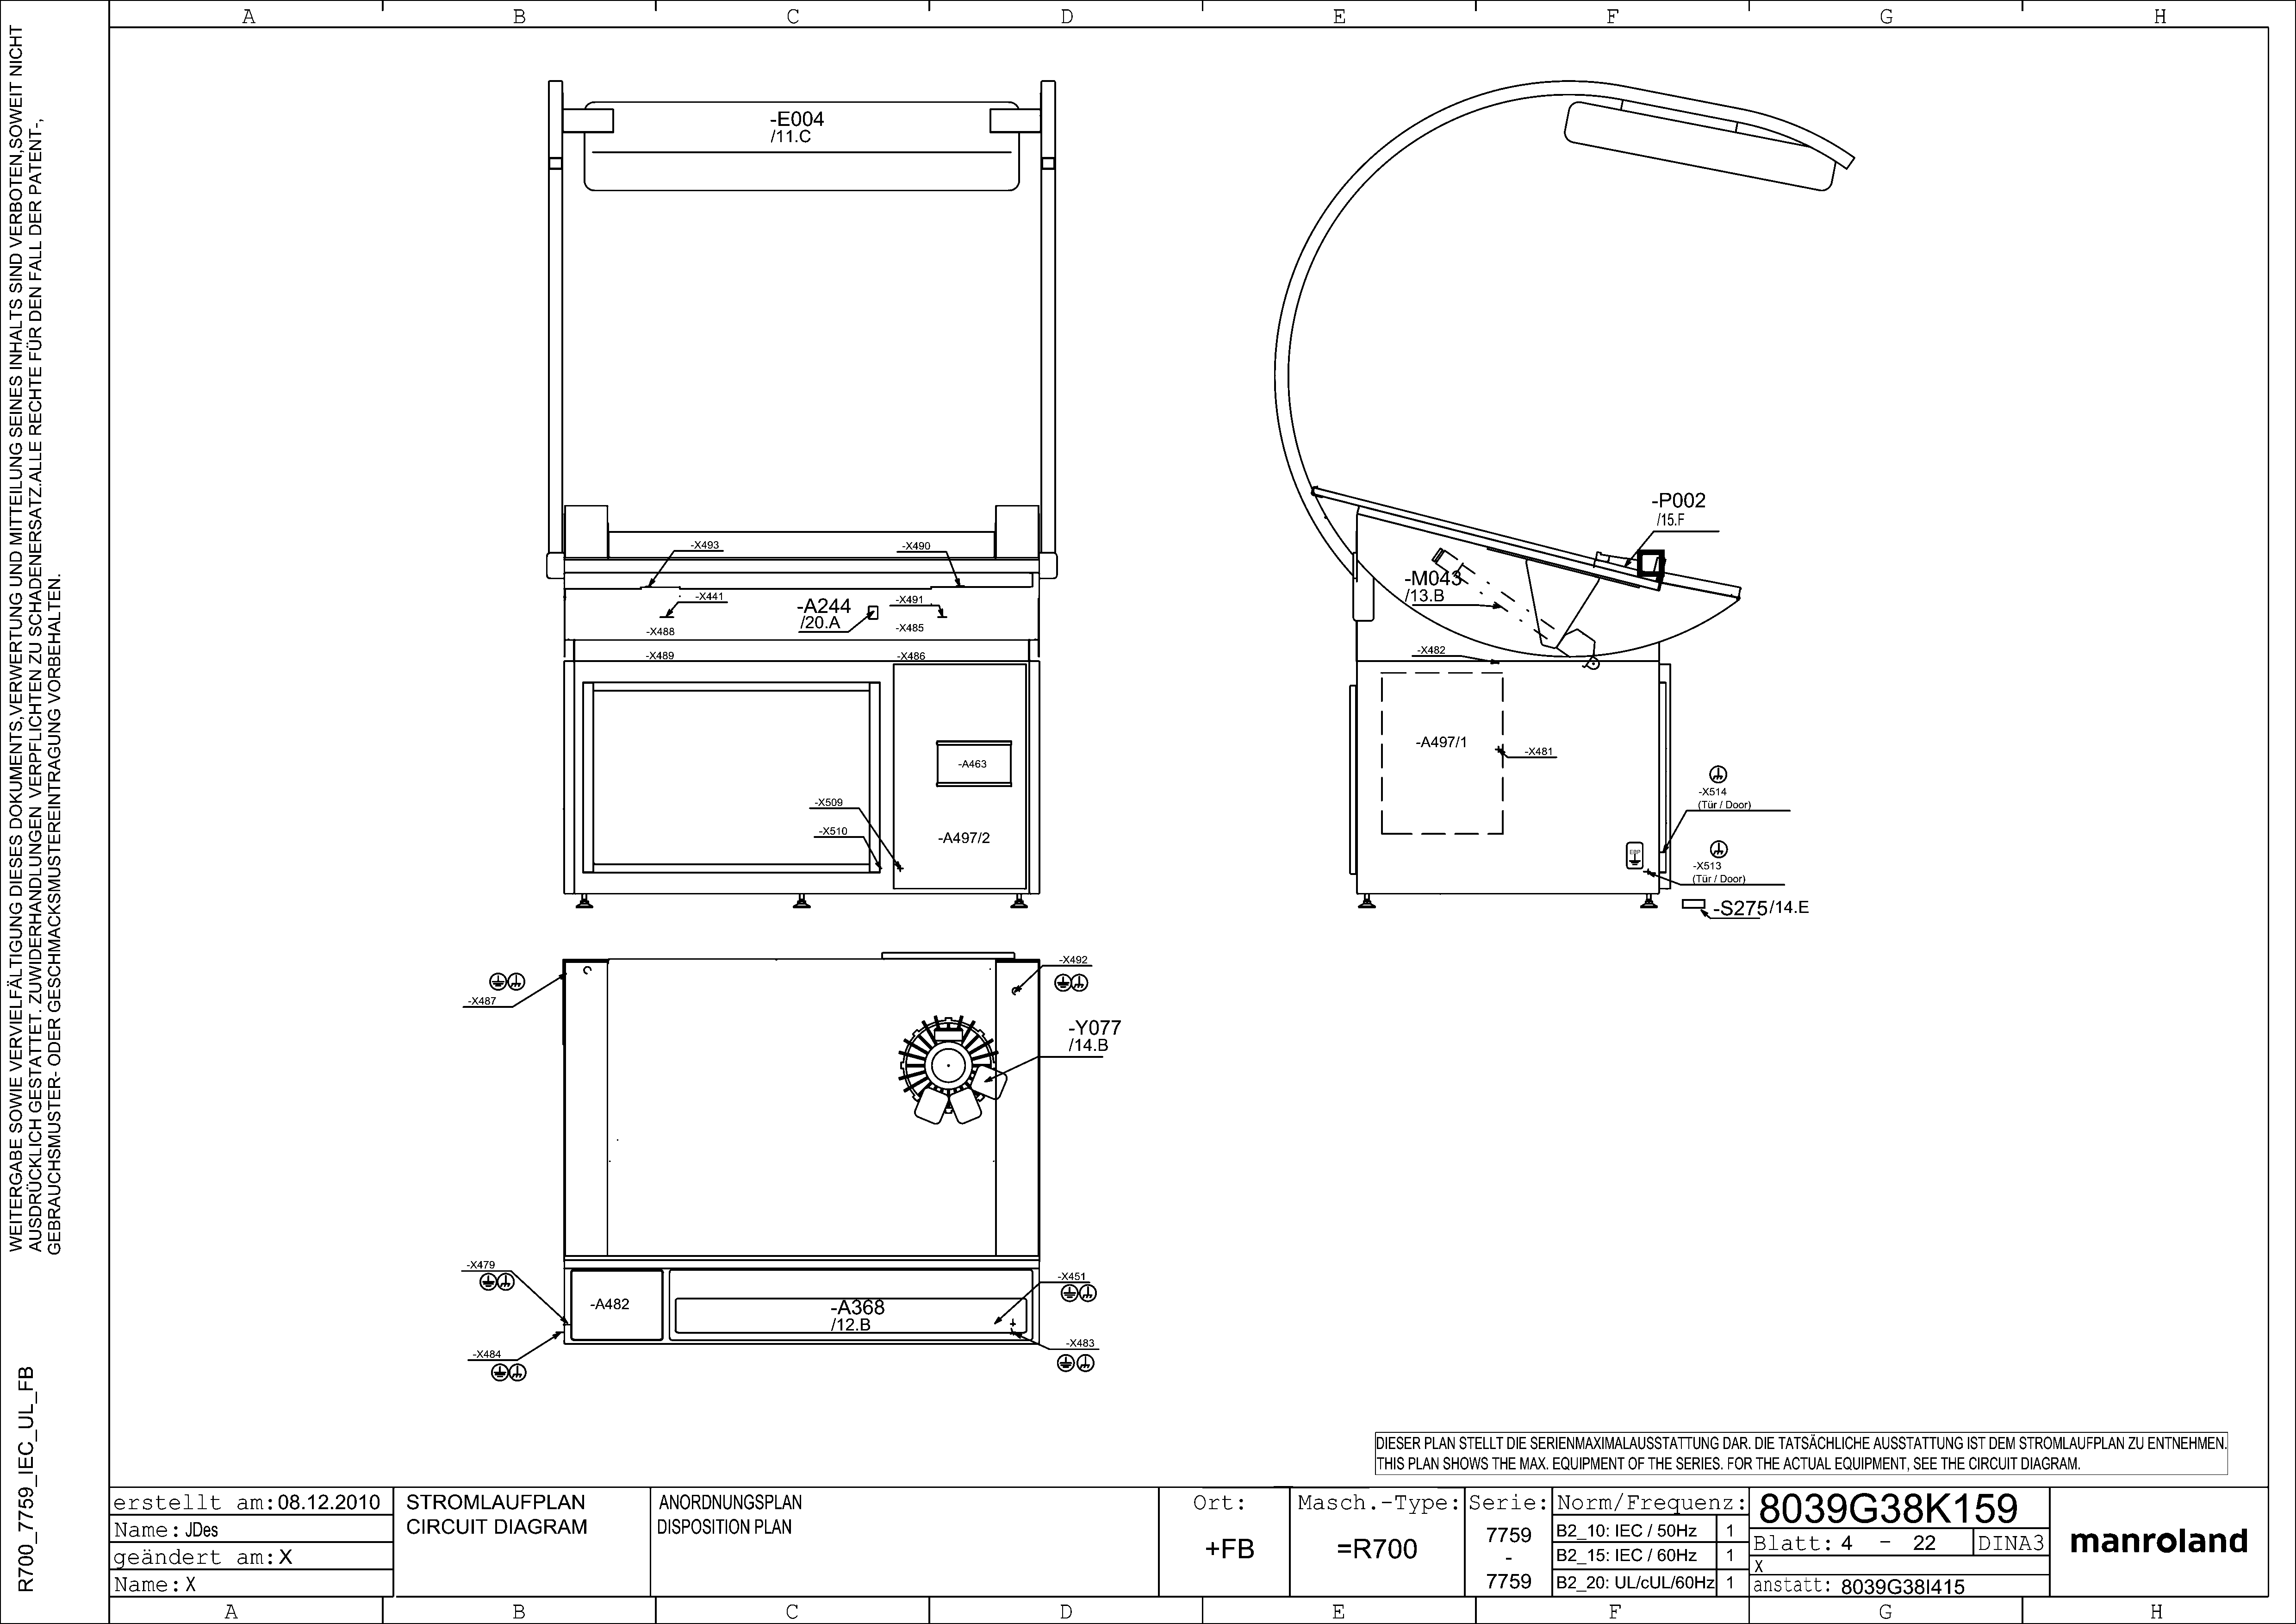 A B C D E F G H
WEITERGABE SOWIE VERVIELFÄLTIGUNG DIESES DOKUMENTS,VERWERTUNG UND MITTEILUNG SEINES INHALTS SIND VERBOTEN,SOWEIT NICHT
AUSDRÜCKLICH GESTATTET. ZUWIDERHANDLUNGEN VERPFLICHTEN ZU SCHADENERSATZ.ALLE RECHTE FÜR DEN FALL DER PATENT-,
GEBRAUCHSMUSTER- ODER GESCHMACKSMUSTEREINTRAGUNG VORBEHALTEN.
R700_7759_IEC_UL_FB
-E004
/11.C
-X493
-X490
-X441
-A244
/20.A
-X491
-X488
-X485
-X489
-X486
-A463
-X509
-X510
-A497/2
-P002
/15.F
-M043
/13.B
-X482
-A497/1
-X481
-X514
(Tür / Door)
-X513
(Tür / Door)
-S275/14.E
-X487
-X492
-Y077
/14.B
-X479
-X451
-A482
-A368
/12.B
-X484
-X483
DIESER PLAN STELLT DIE SERIENMAXIMALAUSSTATTUNG DAR. DIE TATSÄCHLICHE AUSSTATTUNG IST DEM STROMLAUFPLAN ZU ENTNEHMEN.
THIS PLAN SHOWS THE MAX. EQUIPMENT OF THE SERIES. FOR THE ACTUAL EQUIPMENT, SEE THE CIRCUIT DIAGRAM.
erstellt am: 08.12.2010
Name: JDes
geändert am: X
Name: X
STROMLAUFPLAN
CIRCUIT DIAGRAM
ANORDNUNGSPLAN
DISPOSITION PLAN
Ort:
+FB
Masch.-Type:
=R700
Serie:
7759
-
7759
Norm/Frequenz:
B2_10: IEC / 50Hz 1
B2_15: IEC / 60Hz 1
B2_20: UL/cUL/60Hz 1
8039G38K159
Blatt: 4 - 22 DINA3
X
anstatt: 8039G38I415
manroland
A B C D E F G H